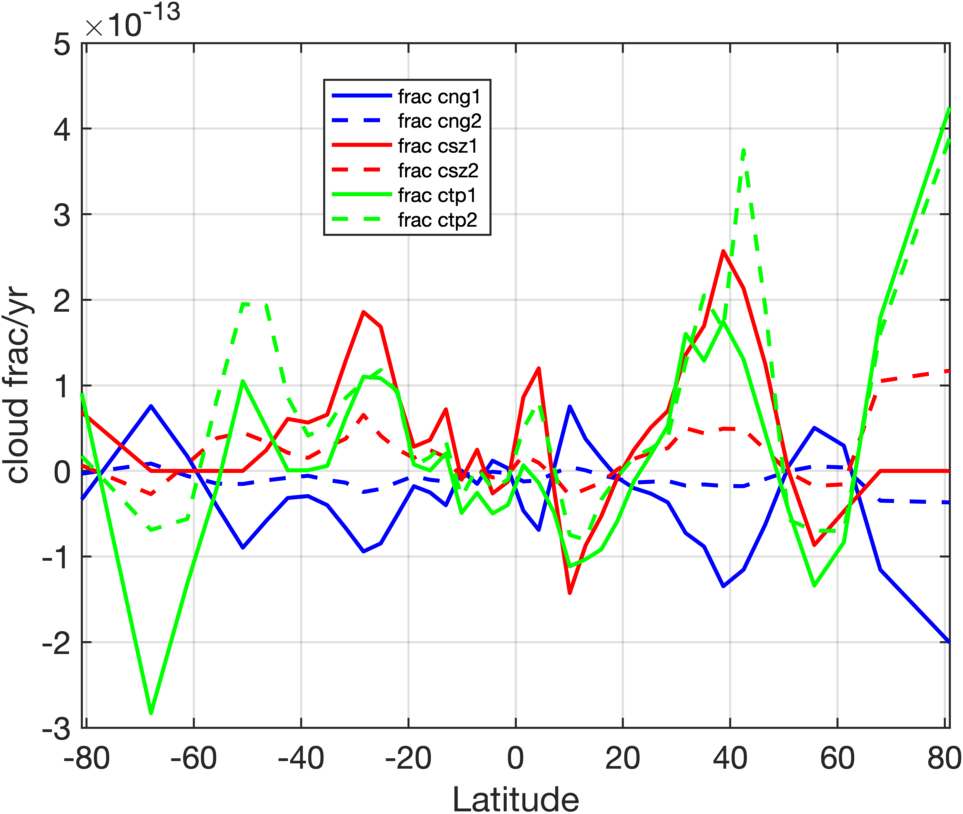 ×10⁻¹³
5
4
3
2
1
0
-1
-2
-3
cloud frac/yr
frac cng1
frac cng2
frac csz1
frac csz2
frac ctp1
frac ctp2
-80 -60 -40 -20 0 20 40 60 80
Latitude